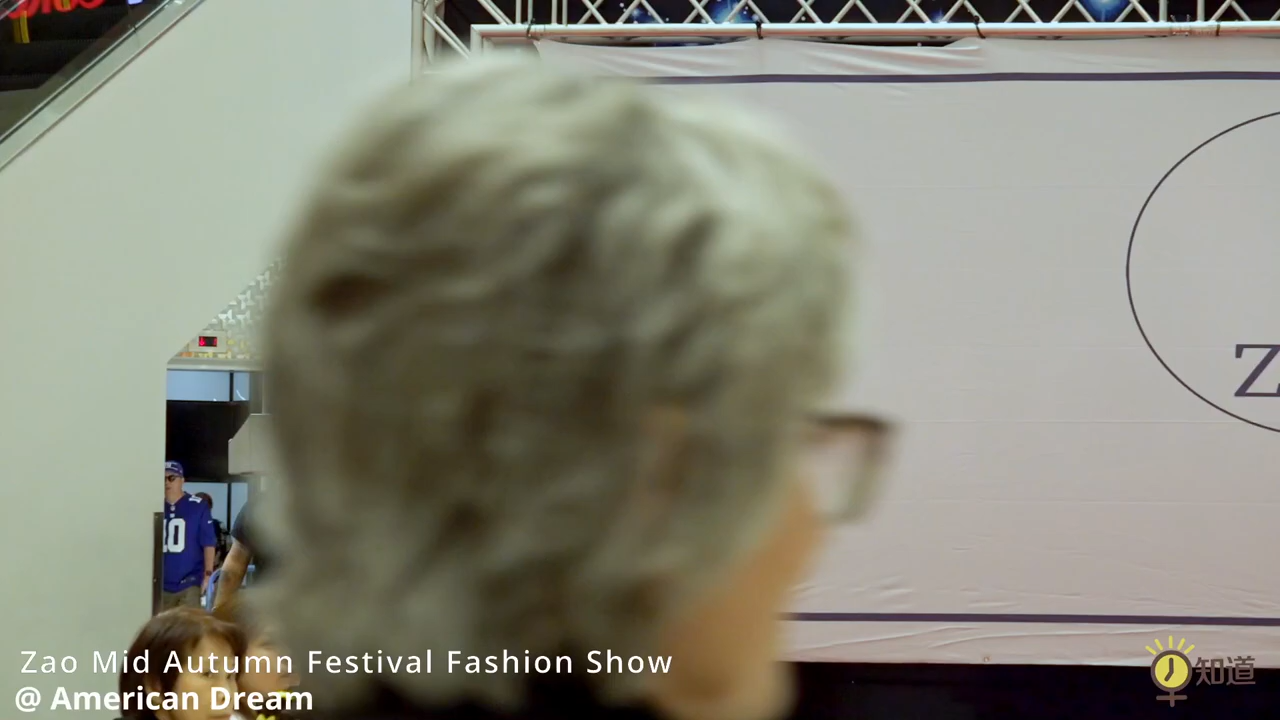 Z
10
Zao Mid Autumn Festival Fashion Show
@ American Dream
知道